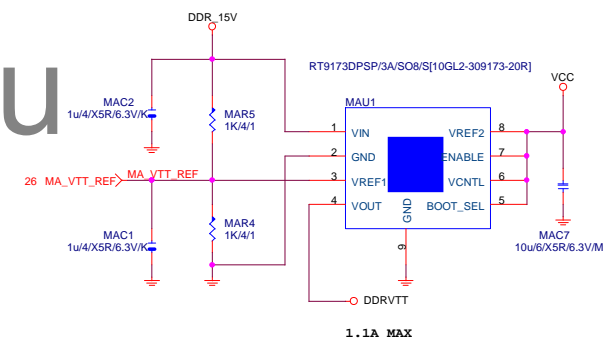 DDR_15V
RT9173DPSP/3A/SO8/S[10GL2-309173-20R]
VCC
u
MAC2
1u/4/X5R/6.3V/K
MAR5
1K/4/1
MAU1
1 VIN VREF2 8
2 GND ENABLE 7
26 MA_VTT_REF MA_VTT_REF 3 VREF1 VCNTL 6
4 VOUT BOOT_SEL 5
GND
9
MAC1
1u/4/X5R/6.3V/K
MAR4
1K/4/1
MAC7
10u/6/X5R/6.3V/M
DDRVTT
1.1A MAX